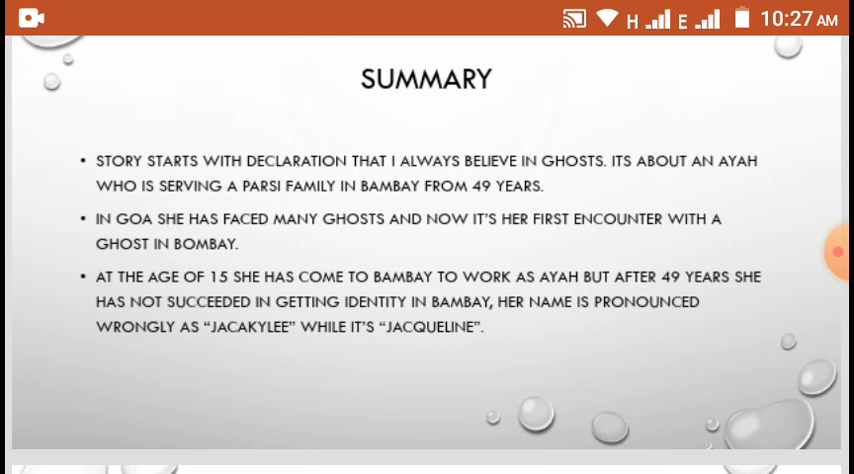 H E 10:27 AM
SUMMARY
• STORY STARTS WITH DECLARATION THAT I ALWAYS BELIEVE IN GHOSTS. ITS ABOUT AN AYAH
WHO IS SERVING A PARSI FAMILY IN BAMBAY FROM 49 YEARS.
• IN GOA SHE HAS FACED MANY GHOSTS AND NOW IT'S HER FIRST ENCOUNTER WITH A
GHOST IN BOMBAY.
• AT THE AGE OF 15 SHE HAS COME TO BAMBAY TO WORK AS AYAH BUT AFTER 49 YEARS SHE
HAS NOT SUCCEEDED IN GETTING IDENTITY IN BAMBAY, HER NAME IS PRONOUNCED
WRONGLY AS “JACAKYLEE” WHILE IT'S “JACQUELINE”.